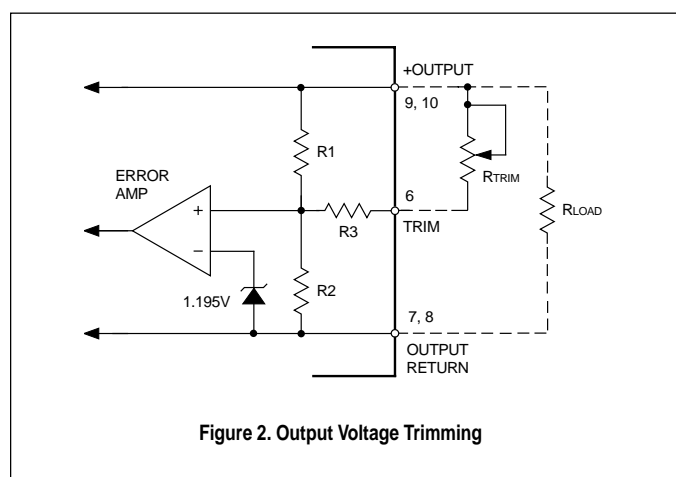 +OUTPUT
9, 10
R1
ERROR
AMP
RTRIM
+
6
TRIM
RLOAD
R3
–
1.195V
R2
7, 8
OUTPUT
RETURN
Figure 2. Output Voltage Trimming